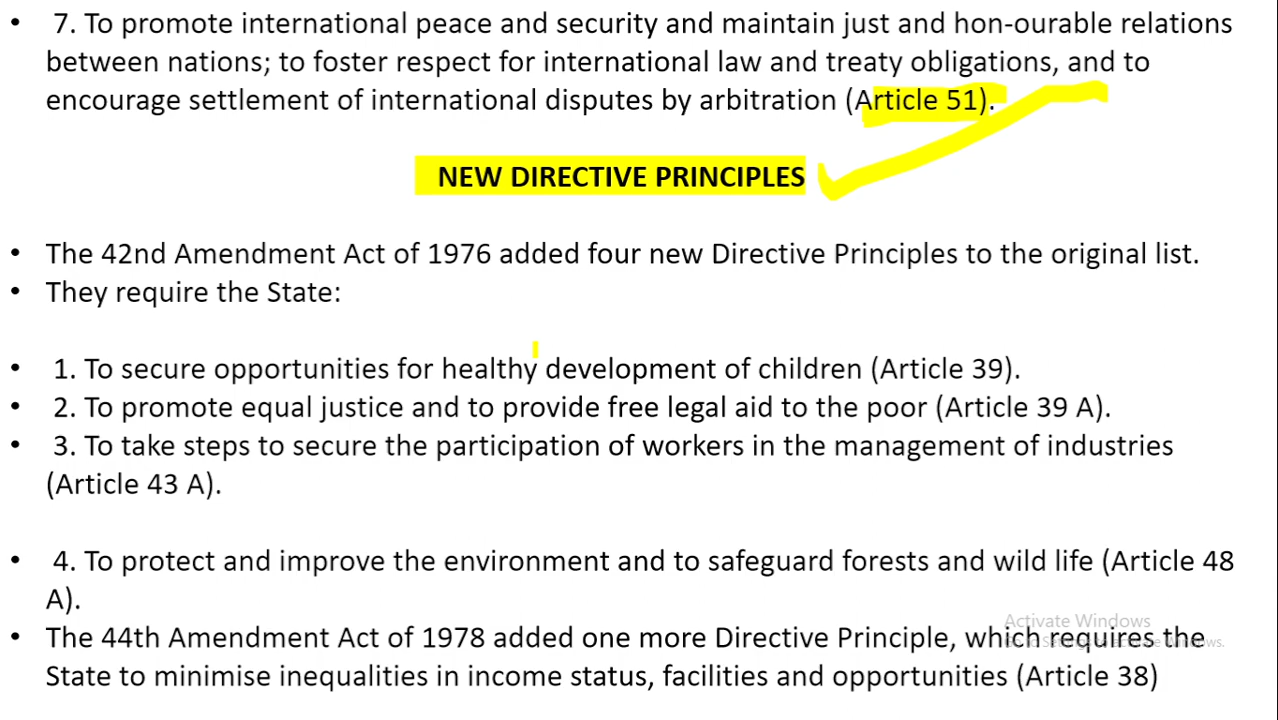 • 7. To promote international peace and security and maintain just and hon-ourable relations
between nations; to foster respect for international law and treaty obligations, and to
encourage settlement of international disputes by arbitration (Article 51).
NEW DIRECTIVE PRINCIPLES
• The 42nd Amendment Act of 1976 added four new Directive Principles to the original list.
• They require the State:
• 1. To secure opportunities for healthy development of children (Article 39).
• 2. To promote equal justice and to provide free legal aid to the poor (Article 39 A).
• 3. To take steps to secure the participation of workers in the management of industries
(Article 43 A).
• 4. To protect and improve the environment and to safeguard forests and wild life (Article 48
A).
Activate Windows
• The 44th Amendment Act of 1978 added one more Directive Principle, which requires the
Go to Settings to activate Windows.
State to minimise inequalities in income status, facilities and opportunities (Article 38)